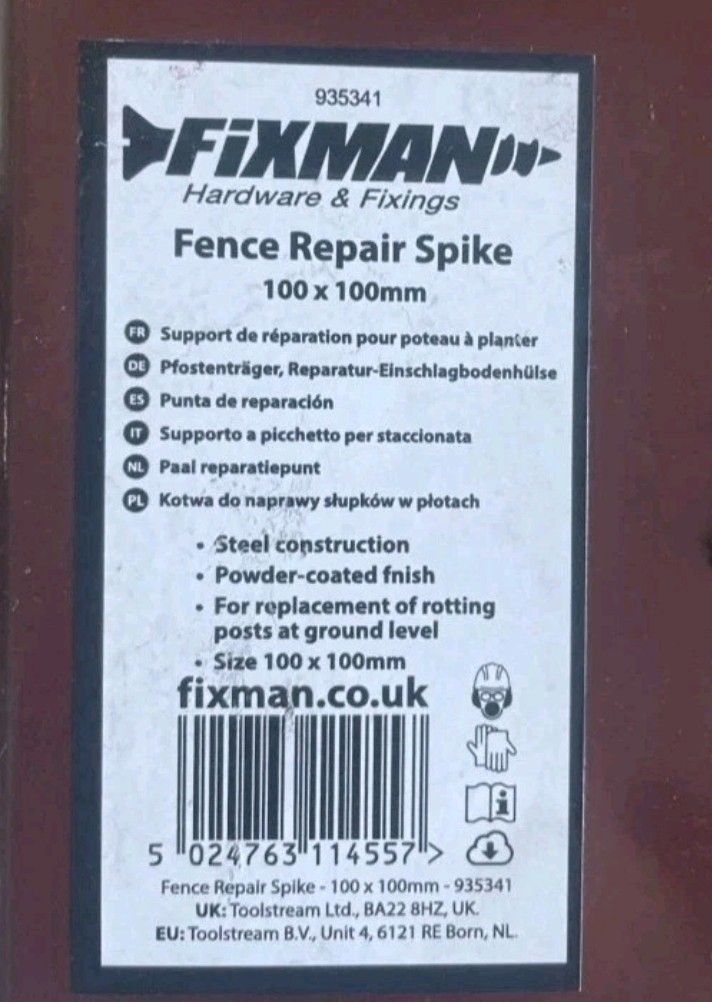 935341
FiXMAN
Hardware & Fixings
Fence Repair Spike
100 x 100mm
FR Support de réparation pour poteau à planter
DE Pfostenträger, Reparatur-Einschlagbodenhülse
ES Punta de reparación
IT Supporto a picchetto per staccionata
NL Paal reparatiepunt
PL Kotwa do naprawy słupków w płotach
• Steel construction
• Powder-coated fnish
• For replacement of rotting
posts at ground level
• Size 100 x 100mm
fixman.co.uk
5 024763 114557 >
Fence Repair Spike - 100 x 100mm - 935341
UK: Toolstream Ltd., BA22 8HZ, UK.
EU: Toolstream B.V., Unit 4, 6121 RE Born, NL.